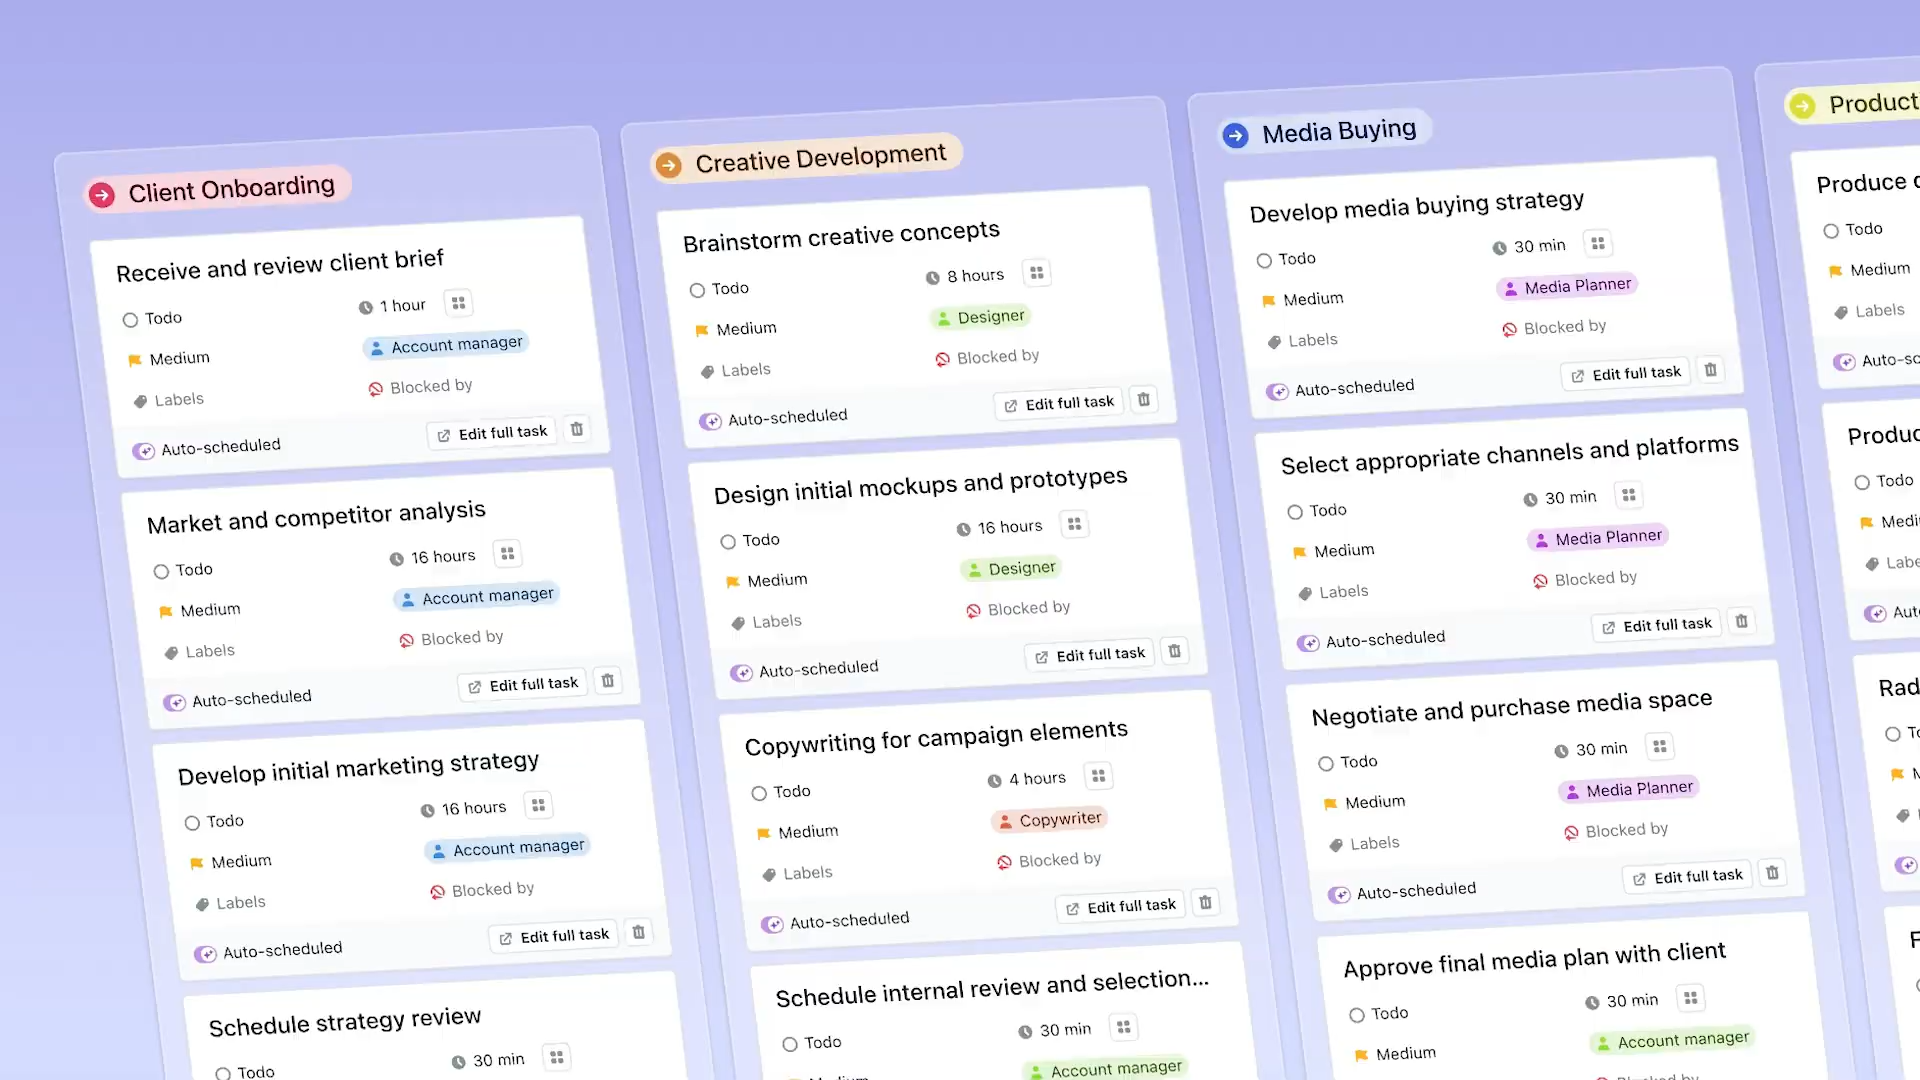 Client Onboarding
Receive and review client brief
Todo
1 hour
Medium
Account manager
Labels
Blocked by
Auto-scheduled
Edit full task
Market and competitor analysis
Todo
16 hours
Medium
Account manager
Labels
Blocked by
Auto-scheduled
Edit full task
Develop initial marketing strategy
Todo
16 hours
Medium
Account manager
Labels
Blocked by
Auto-scheduled
Edit full task
Schedule strategy review
Todo
30 min
Creative Development
Brainstorm creative concepts
Todo
8 hours
Medium
Designer
Labels
Blocked by
Auto-scheduled
Edit full task
Design initial mockups and prototypes
Todo
16 hours
Medium
Designer
Labels
Blocked by
Auto-scheduled
Edit full task
Copywriting for campaign elements
Todo
4 hours
Medium
Copywriter
Labels
Blocked by
Auto-scheduled
Edit full task
Schedule internal review and selection...
Todo
30 min
Account manager
Media Buying
Develop media buying strategy
Todo
30 min
Medium
Media Planner
Labels
Blocked by
Auto-scheduled
Edit full task
Select appropriate channels and platforms
Todo
30 min
Medium
Media Planner
Labels
Blocked by
Auto-scheduled
Edit full task
Negotiate and purchase media space
Todo
30 min
Medium
Media Planner
Labels
Blocked by
Auto-scheduled
Edit full task
Approve final media plan with client
Todo
30 min
Medium
Account manager
Product
Produce
Todo
Medium
Labels
Auto-sc
Produc
Todo
Medi
Labe
Aut
Rad